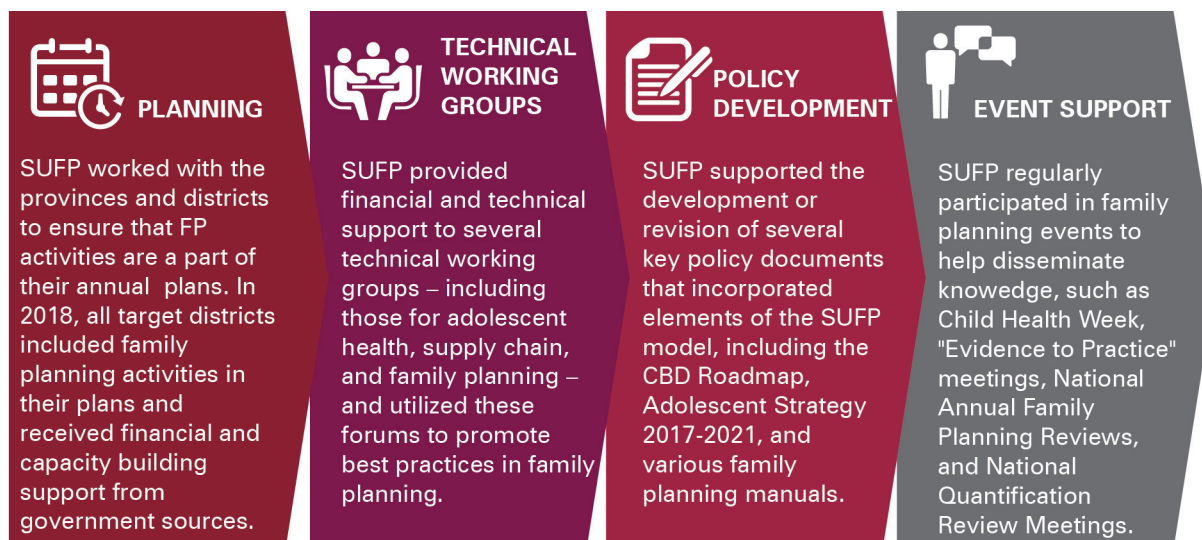 PLANNING
SUFP worked with the
provinces and districts
to ensure that FP
activities are a part of
their annual  plans. In
2018, all target districts
included family
planning activities in
their plans and
received financial and
capacity building
support from
government sources.
TECHNICAL
WORKING
GROUPS
SUFP provided
financial and technical
support to several
technical working
groups – including
those for adolescent
health, supply chain,
and family planning –
and utilized these
forums to promote
best practices in family
planning.
POLICY
DEVELOPMENT
SUFP supported the
development or
revision of several
key policy documents
that incorporated
elements of the SUFP
model, including the
CBD Roadmap,
Adolescent Strategy
2017-2021, and
various family
planning manuals.
EVENT SUPPORT
SUFP regularly
participated in family
planning events to
help disseminate
knowedge, such as
Child Health Week,
"Evidence to Practice"
meetings, National
Annual Family
Planning Reviews,
and National
Quantification
Review Meetings.